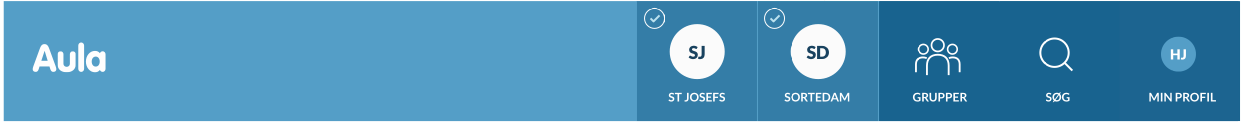 Aula
SJ
ST JOSEFS
SD
SORTEDAM
GRUPPER
SØG
HJ
MIN PROFIL